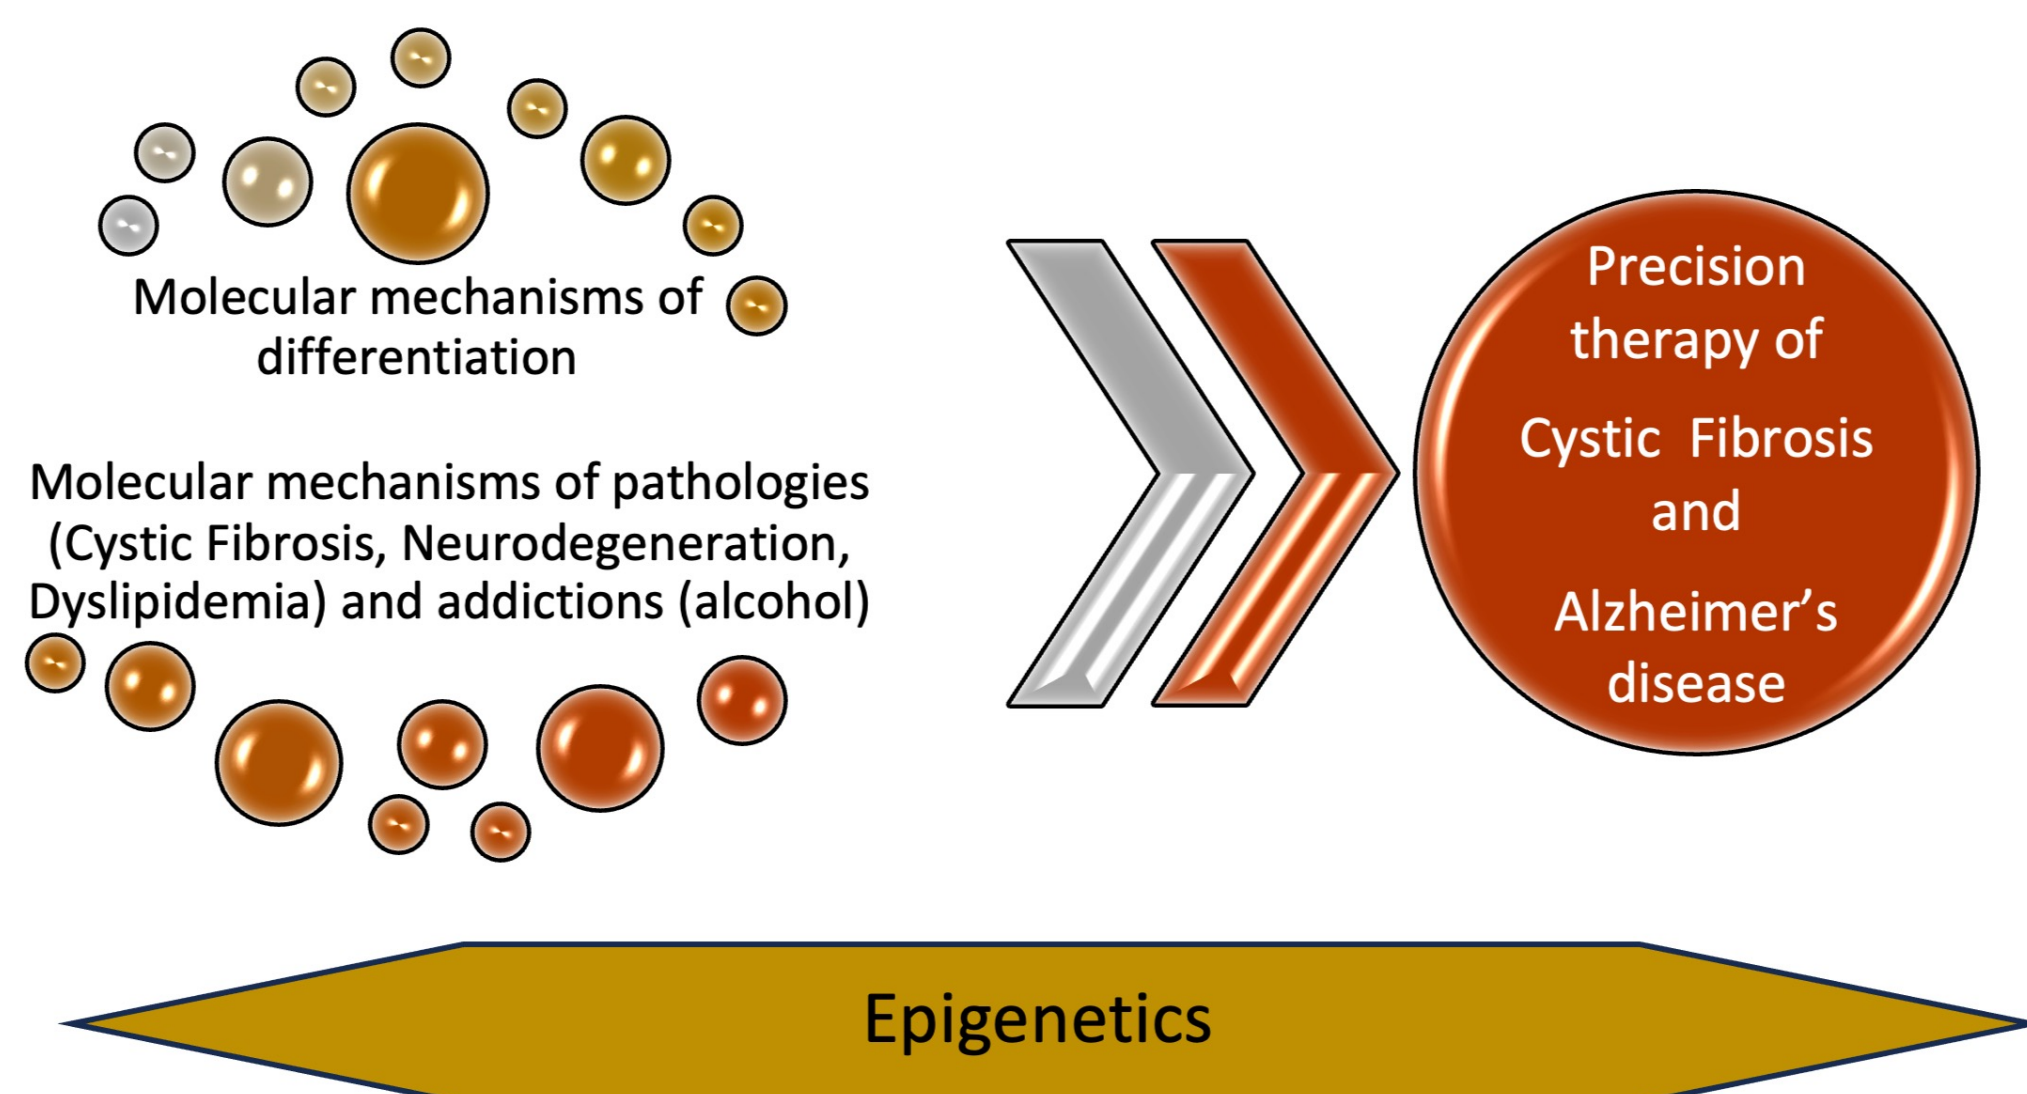 Molecular mechanisms of
differentiation
Molecular mechanisms of pathologies
(Cystic Fibrosis, Neurodegeneration,
Dyslipidemia) and addictions (alcohol)
Precision
therapy of
Cystic Fibrosis
and
Alzheimer’s
disease
Epigenetics